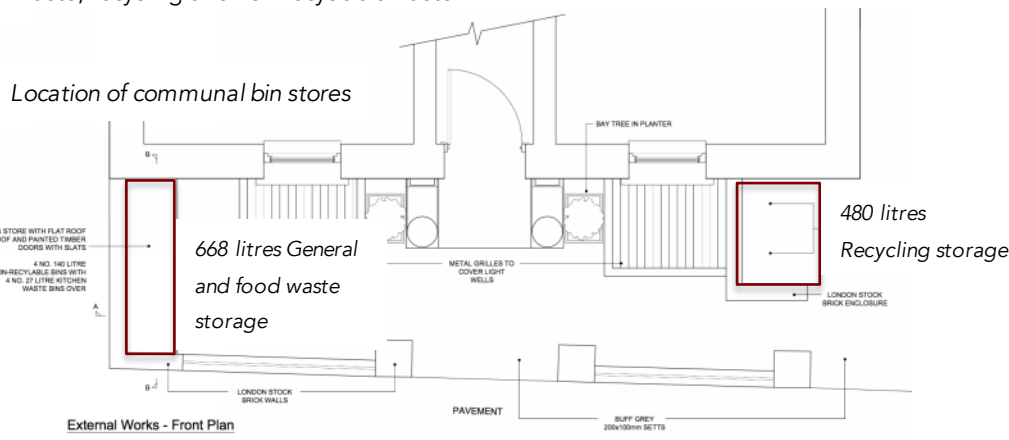 Location of communal bin stores
BAY TREE IN PLANTER
B
STORE WITH FLAT ROOF
OF AND PAINTED TIMBER
DOORS WITH SLATS
4 NO. 140 LITRE
N-RECYLABLE BINS WITH
4 NO. 27 LITRE KITCHEN
WASTE BINS OVER
A
668 litres General
and food waste
storage
METAL GRILLES TO
COVER LIGHT
WELLS
480 litres
Recycling storage
LONDON STOCK
BRICK ENCLOSURE
B
LONDON STOCK
BRICK WALLS
PAVEMENT
BUFF GREY
200x100mm SETTS
External Works - Front Plan